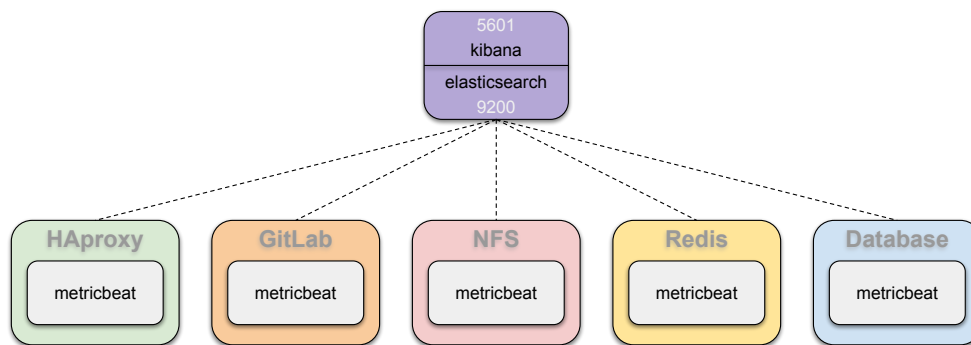 5601
kibana
elasticsearch
9200
HAproxy
GitLab
NFS
Redis
Database
metricbeat
metricbeat
metricbeat
metricbeat
metricbeat